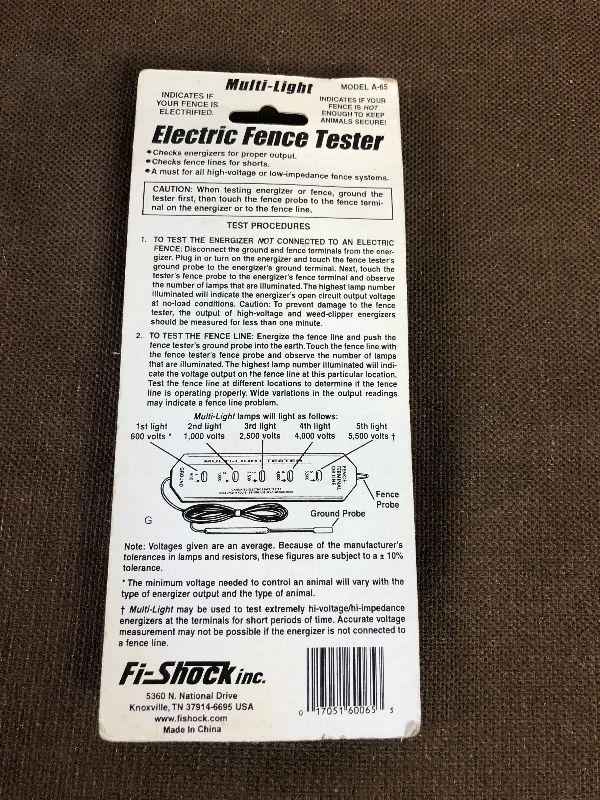 Multi-Light
MODEL A-65
INDICATES IF
YOUR FENCE IS
ELECTRIFIED.
INDICATES IF YOUR
FENCE IS HOT
ENOUGH TO KEEP
ANIMALS SECURE!
Electric Fence Tester
• Checks energizers for proper output.
• Checks fence lines for shorts.
• A must for all high-voltage or low-impedance fence systems.
CAUTION: When testing energizer or fence, ground the
tester first, then touch the fence probe to the fence termi-
nal on the energizer or to the fence line.
TEST PROCEDURES
1. TO TEST THE ENERGIZER NOT CONNECTED TO AN ELECTRIC
FENCE: Disconnect the ground and fence terminals from the ener-
gizer. Plug in or turn on the energizer and touch the fence tester's
ground probe to the energizer's ground terminal. Next, touch the
tester's fence probe to the energizer's fence terminal and observe
the number of lamps that are illuminated. The highest lamp number
illuminated will indicate the energizer's open circuit output voltage
at no-load conditions. Caution: To prevent damage to the fence
tester, the output of high-voltage and weed-clipper energizers
should be measured for less than one minute.
2. TO TEST THE FENCE LINE: Energize the fence line and push the
fence tester's ground probe into the earth. Touch the fence line with
the fence tester's fence probe and observe the number of lamps
that are illuminated. The highest lamp number illuminated will indi-
cate the voltage output on the fence line at this particular location.
Test the fence line at different locations to determine if the fence
line is operating properly. Wide variations in the output readings
may indicate a fence line problem.
Multi-Light lamps will light as follows:
1st light 2nd light 3rd light 4th light 5th light
600 volts * 1,000 volts 2,500 volts 4,000 volts 5,500 volts †
MULTI-LIGHT TESTER
GROUND
FENCE
TERMINAL
OR LINE
Fence
Probe
Ground Probe
G
Note: Voltages given are an average. Because of the manufacturer's
tolerances in lamps and resistors, these figures are subject to a ± 10%
tolerance.
* The minimum voltage needed to control an animal will vary with the
type of energizer output and the type of animal.
† Multi-Light may be used to test extremely hi-voltage/hi-impedance
energizers at the terminals for short periods of time. Accurate voltage
measurement may not be possible if the energizer is not connected to
a fence line.
Fi-Shock inc.
5360 N. National Drive
Knoxville, TN 37914-6695 USA
www.fishock.com
Made In China
0 17051 60065 3